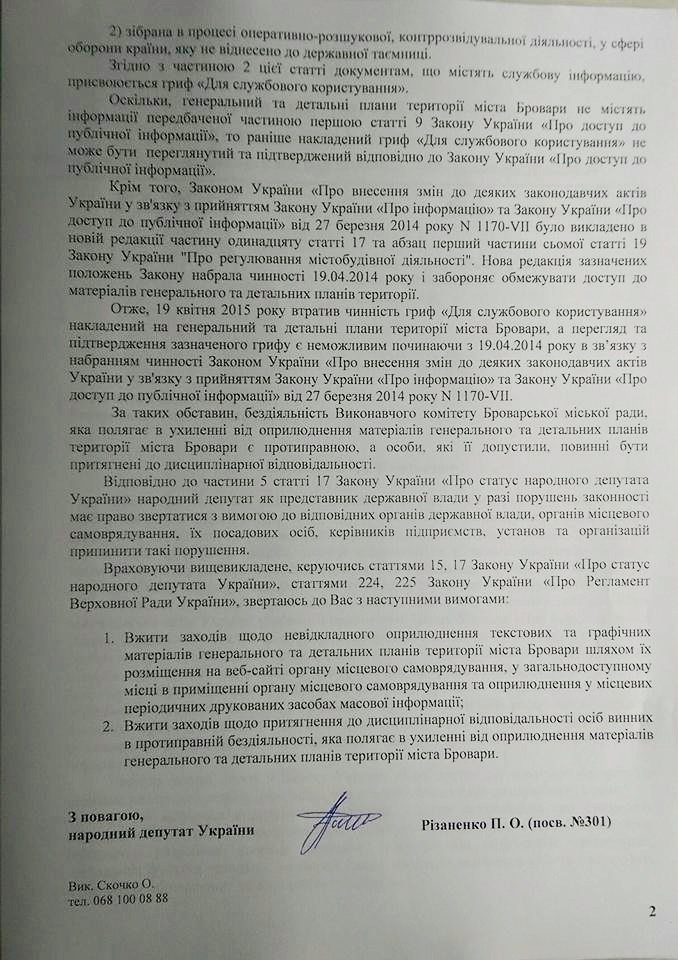 2) зібрана в процесі оперативно-розшукової, контррозвідувальної діяльності, у сфері
оборони країни, яку не віднесено до державної таємниці.
Згідно з частиною 2 цієї статті документам, що містять службову інформацію,
присвоюється гриф «Для службового користування».
Оскільки, генеральний та детальні плани території міста Бровари не містять
інформації передбаченої частиною першою статті 9 Закону України «Про доступ до
публічної інформації», то раніше накладений гриф «Для службового користування» не
може бути переглянутий та підтверджений відповідно до Закону України «Про доступ до
публічної інформації».
Крім того, Законом України «Про внесення змін до деяких законодавчих актів
України у зв'язку з прийняттям Закону України «Про інформацію» та Закону України «Про
доступ до публічної інформації» від 27 березня 2014 року N 1170-VII було викладено в
новій редакції частину одинадцяту статті 17 та абзац перший частини сьомої статті 19
Закону України "Про регулювання містобудівної діяльності". Нова редакція зазначених
положень Закону набрала чинності 19.04.2014 року і забороняє обмежувати доступ до
матеріалів генерального та детальних планів території.
Отже, 19 квітня 2015 року втратив чинність гриф «Для службового користування»
накладений на генеральний та детальні плани території міста Бровари, а перегляд та
підтвердження зазначеного грифу є неможливим починаючи з 19.04.2014 року в зв’язку з
набранням чинності Законом України «Про внесення змін до деяких законодавчих актів
України у зв'язку з прийняттям Закону України «Про інформацію» та Закону України «Про
доступ до публічної інформації» від 27 березня 2014 року N 1170-VII.
За таких обставин, бездіяльність Виконавчого комітету Броварської міської ради,
яка полягає в ухиленні від оприлюднення матеріалів генерального та детальних планів
території міста Бровари є протиправною, а особи, які її допустили, повинні бути
притягнені до дисциплінарної відповідальності.
Відповідно до частини 5 статті 17 Закону України «Про статус народного депутата
України» народний депутат як представник державної влади у разі порушень законності
має право звертатися з вимогою до відповідних органів державної влади, органів місцевого
самоврядування, їх посадових осіб, керівників підприємств, установ та організацій
припинити такі порушення.
Враховуючи вищевикладене, керуючись статтями 15, 17 Закону України «Про статус
народного депутата України», статтями 224, 225 Закону України «Про Регламент
Верховної Ради України», звертаюсь до Вас з наступними вимогами:
1. Вжити заходів щодо невідкладного оприлюднення текстових та графічних
матеріалів генерального та детальних планів території міста Бровари шляхом їх
розміщення на веб-сайті органу місцевого самоврядування, у загальнодоступному
місці в приміщенні органу місцевого самоврядування та оприлюднення у місцевих
періодичних друкованих засобах масової інформації;
2. Вжити заходів щодо притягнення до дисциплінарної відповідальності осіб винних
в протиправній бездіяльності, яка полягає в ухиленні від оприлюднення матеріалів
генерального та детальних планів території міста Бровари.
З повагою,
народний депутат України Різаненко П. О. (посв. №301)
Вик. Скочко О.
тел. 068 100 08 88
2